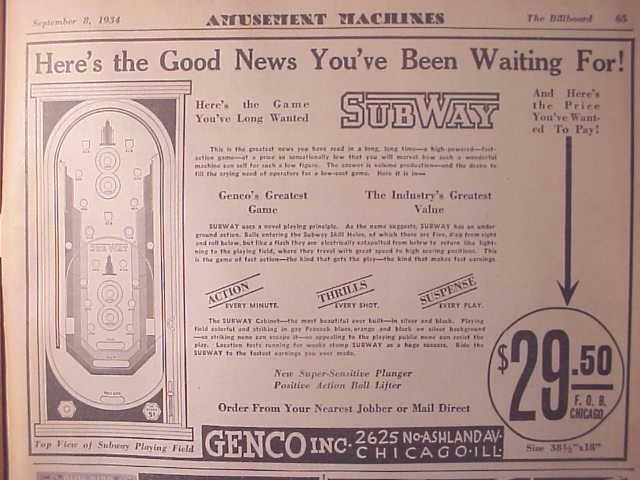 September 8, 1934
AMUSEMENT MACHINES
The Billboard 65
Here's the Good News You've Been Waiting For!
Here's the Game
You've Long Wanted
SUBWAY
And Here's
the Price
You've Want-
ed To Pay!
This is the greatest news you have read in a long, long time—a high-powered—fast-
action game—at a price so sensationally low that you will marvel how such a wonderful
machine can sell for such a low figure. The answer is volume production—and the desire to
fill the crying need of operators for a low-cost game. Here it is—
Genco's Greatest
Game
The Industry's Greatest
Value
SUBWAY uses a novel playing principle. As the name suggests, SUBWAY has an under
ground action. Balls entering the Subway Skill Holes, of which there are five, drop from sight
and roll below, but like a flash they are electrically catapulted from below to return like light-
ning to the playing field, where they travel with great speed to high scoring positions. This
is the game of fast action—the kind that gets the play—the kind that makes fast earnings.
ACTION
EVERY MINUTE.
THRILLS
EVERY SHOT.
SUSPENSE
EVERY PLAY.
The SUBWAY Cabinet—the most beautiful ever built—in silver and black. Playing
field colorful and striking in gay Peacock blues, orange and black on silver background
—so striking none can escape it—so appealing to the playing public none can resist the
play. Location tests running for weeks stamp SUBWAY as a huge success. Ride the
SUBWAY to the fastest earnings you ever made.
New Super-Sensitive Plunger
Positive Action Ball Lifter
Order From Your Nearest Jobber or Mail Direct
$29.50
F. O. B.
CHICAGO
SUBWAY
Top View of Subway Playing Field
GENCO INC. 2625 NO. ASHLAND AV.
CHICAGO, ILL.
Size 38½"x18"